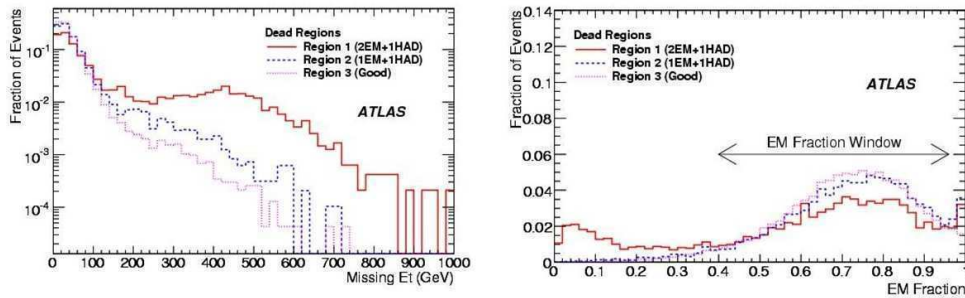 Fraction of Events
10⁻¹
10⁻²
10⁻³
10⁻⁴
Dead Regions
Region 1 (2EM+1HAD)
Region 2 (1EM+1HAD)
Region 3 (Good)
ATLAS
0 100 200 300 400 500 600 700 800 900 1000
Missing Et (GeV)
Fraction of Events
0.14
0.12
0.1
0.08
0.06
0.04
0.02
0.00
Dead Regions
Region 1 (2EM+1HAD)
Region 2 (1EM+1HAD)
Region 3 (Good)
ATLAS
EM Fraction Window
0 0.1 0.2 0.3 0.4 0.5 0.6 0.7 0.8 0.9 1
EM Fraction